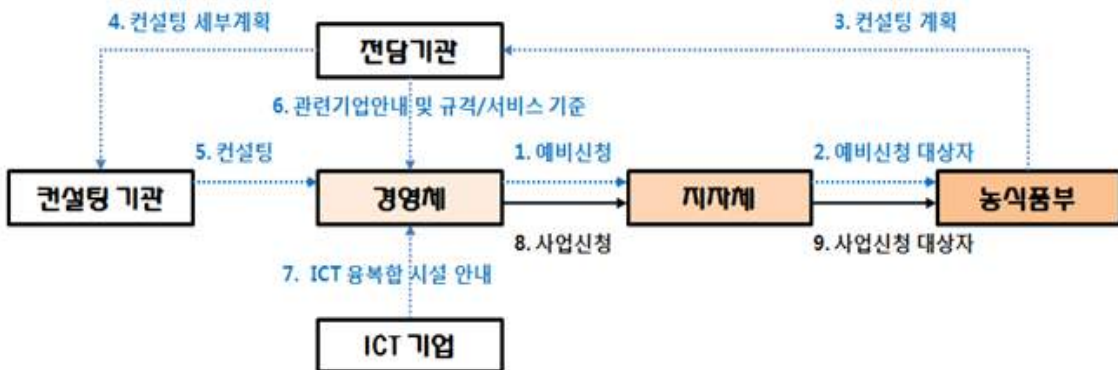 4. 컨설팅 세부계획
3. 컨설팅 계획
전담기관
6. 관련기업안내 및 규격/서비스 기준
5. 컨설팅
1. 예비신청
2. 예비신청 대상자
컨설팅 기관
경영체
지자체
농식품부
8. 사업신청
9. 사업신청 대상자
7. ICT 융복합 시설 안내
ICT 기업